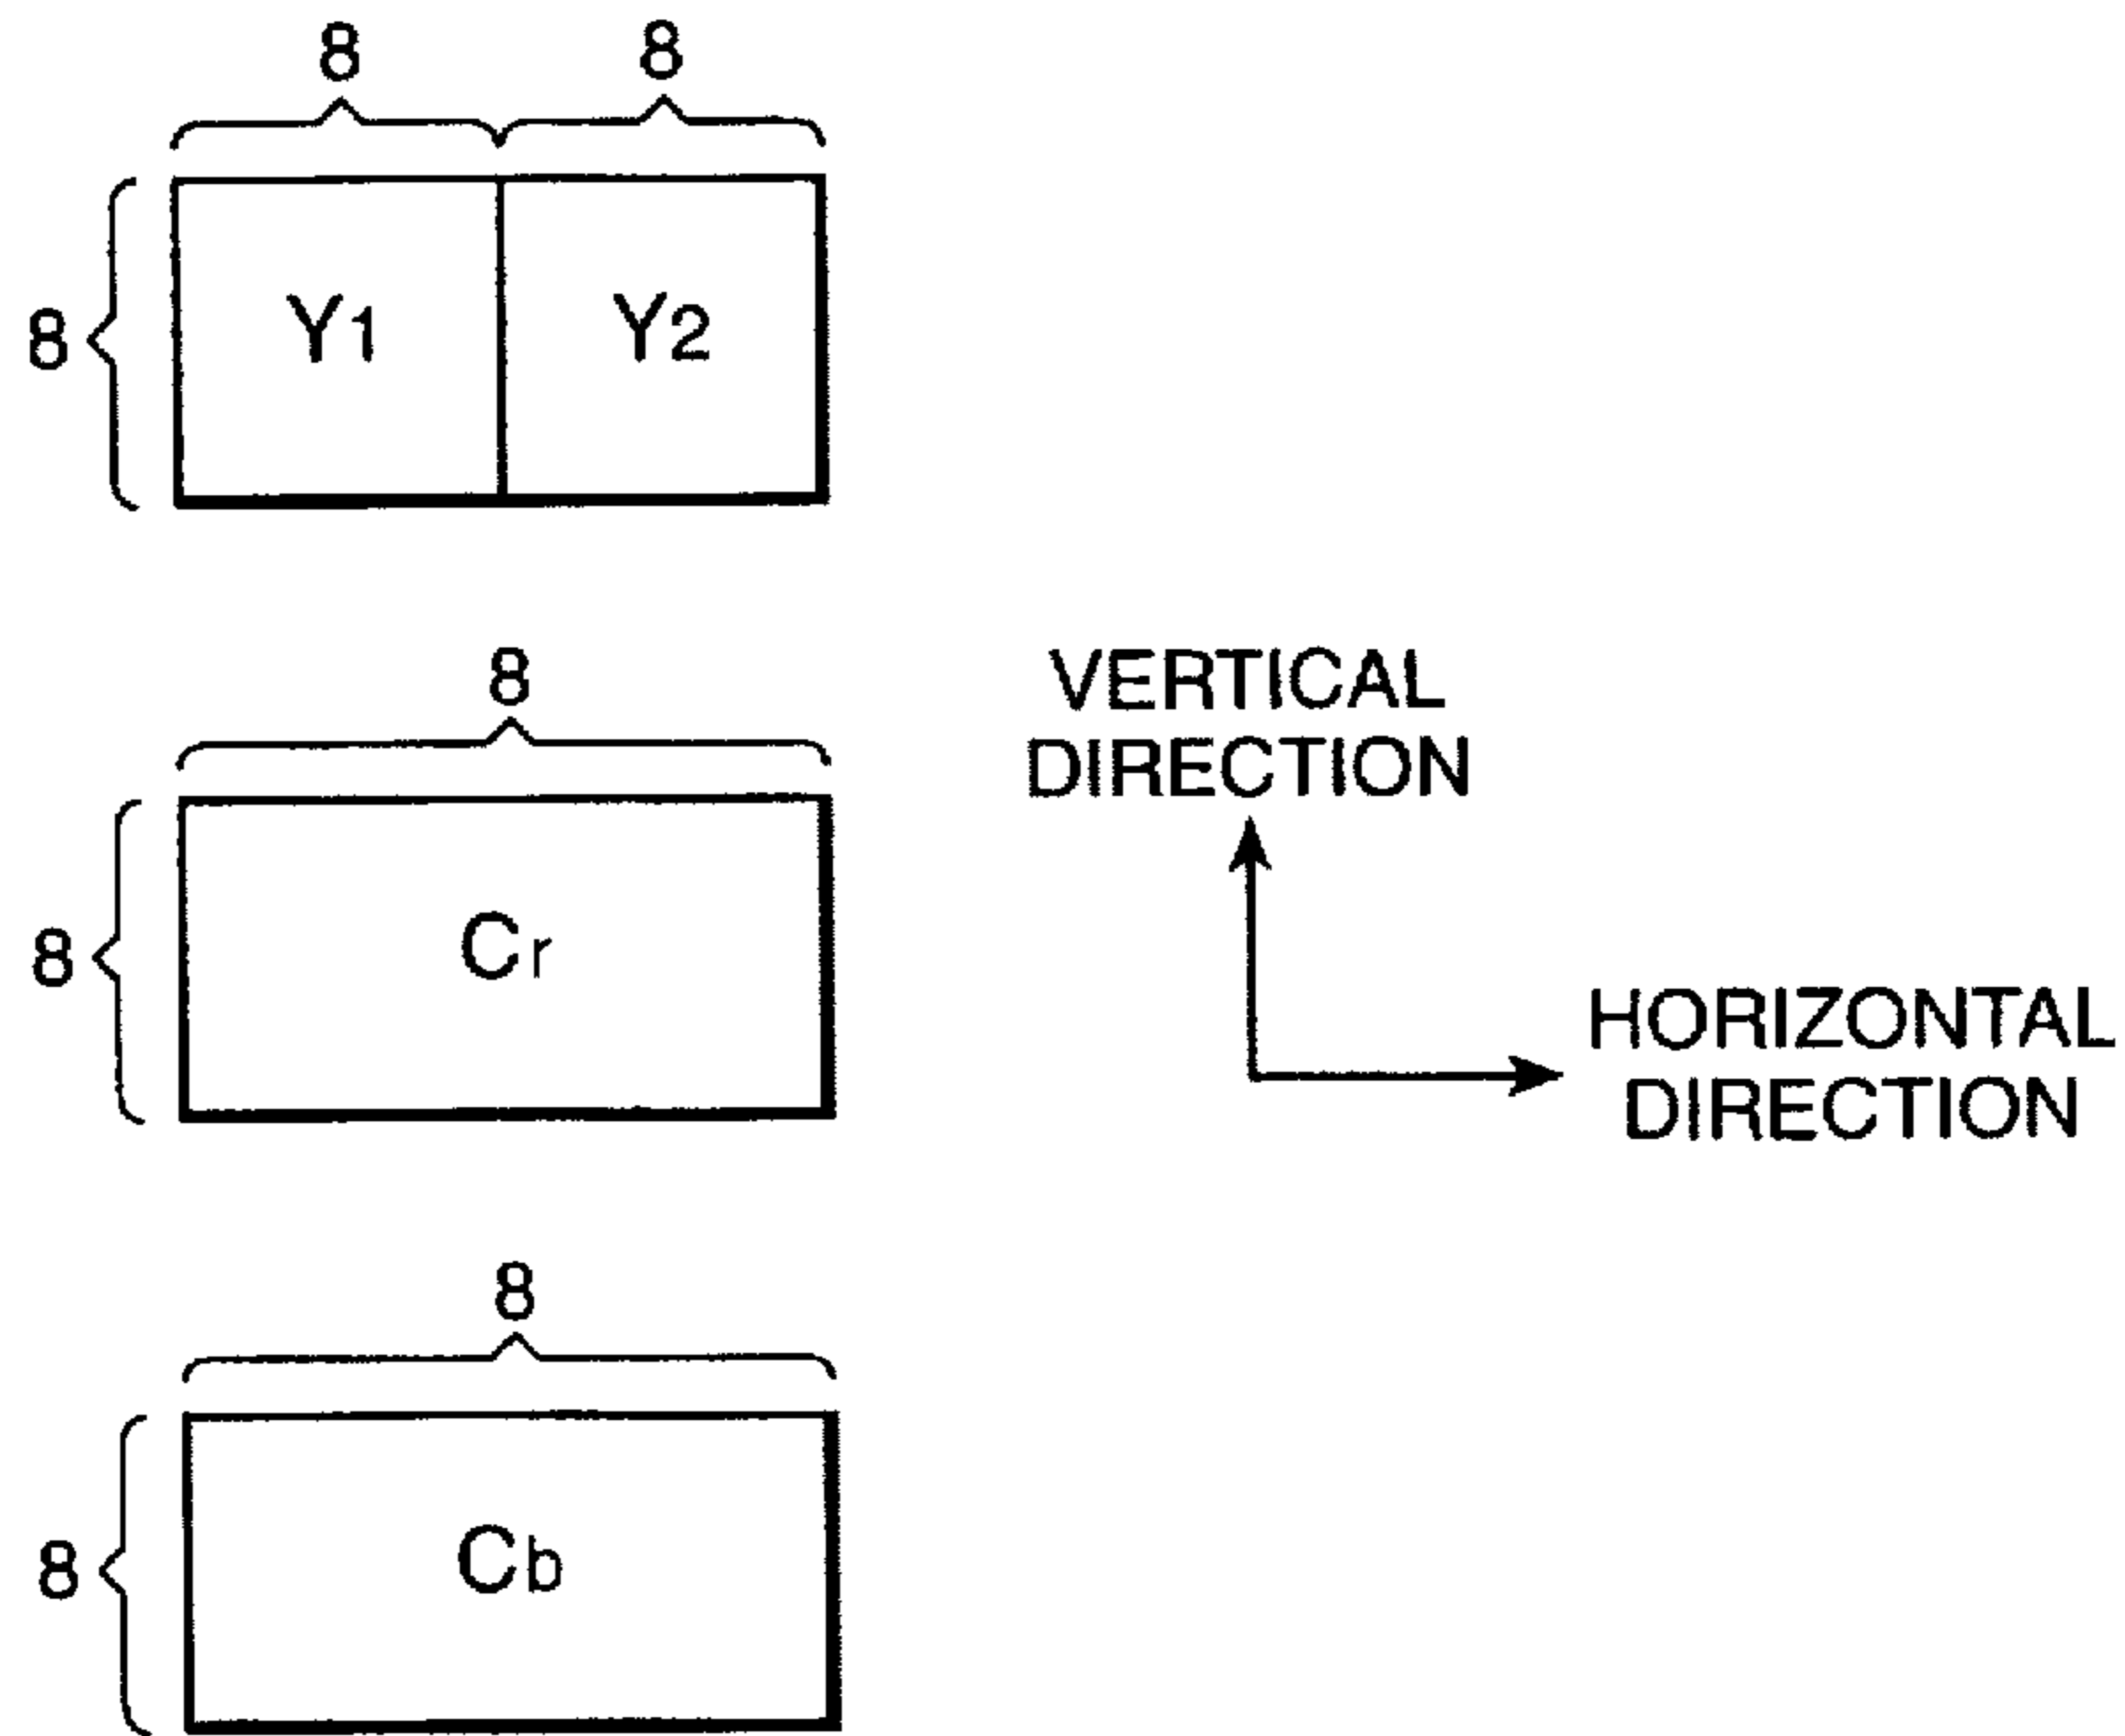 8 8
8
Y1 Y2
8
8
Cr
VERTICAL
DIRECTION
HORIZONTAL
DIRECTION
8
8
Cb